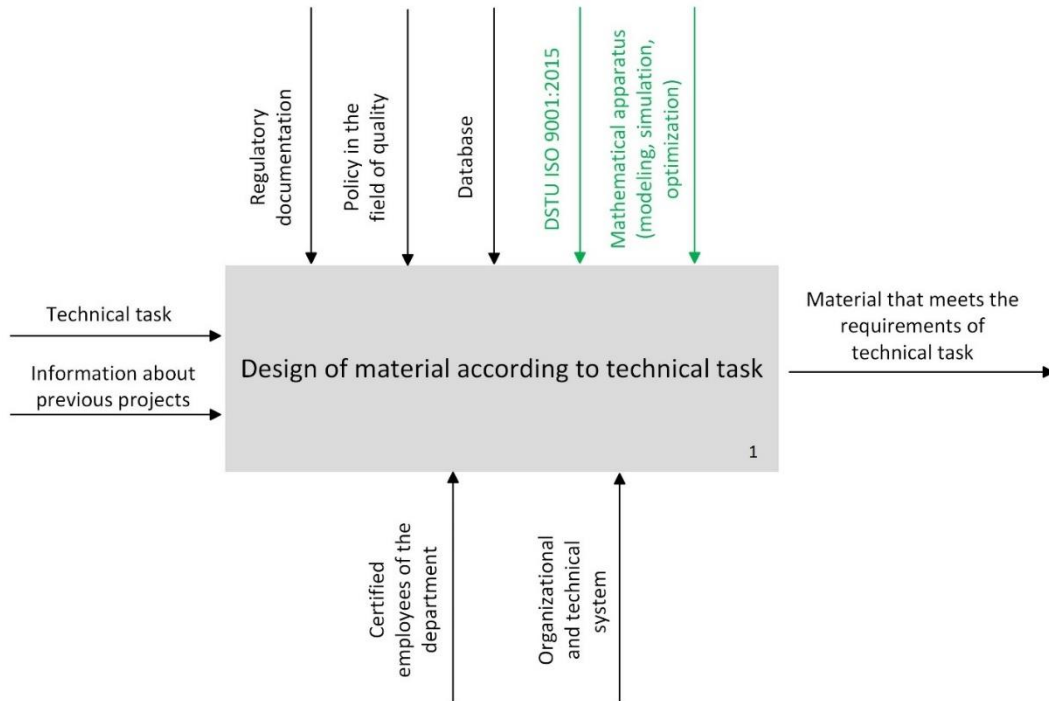 Regulatory
documentation
Policy in the
field of quality
Database
DSTU ISO 9001:2015
Mathematical apparatus
(modeling, simulation,
optimization)
Technical task
Information about
previous projects
Design of material according to technical task
1
Material that meets the
requirements of
technical task
Certified
employees of the
department
Organizational
and technical
system